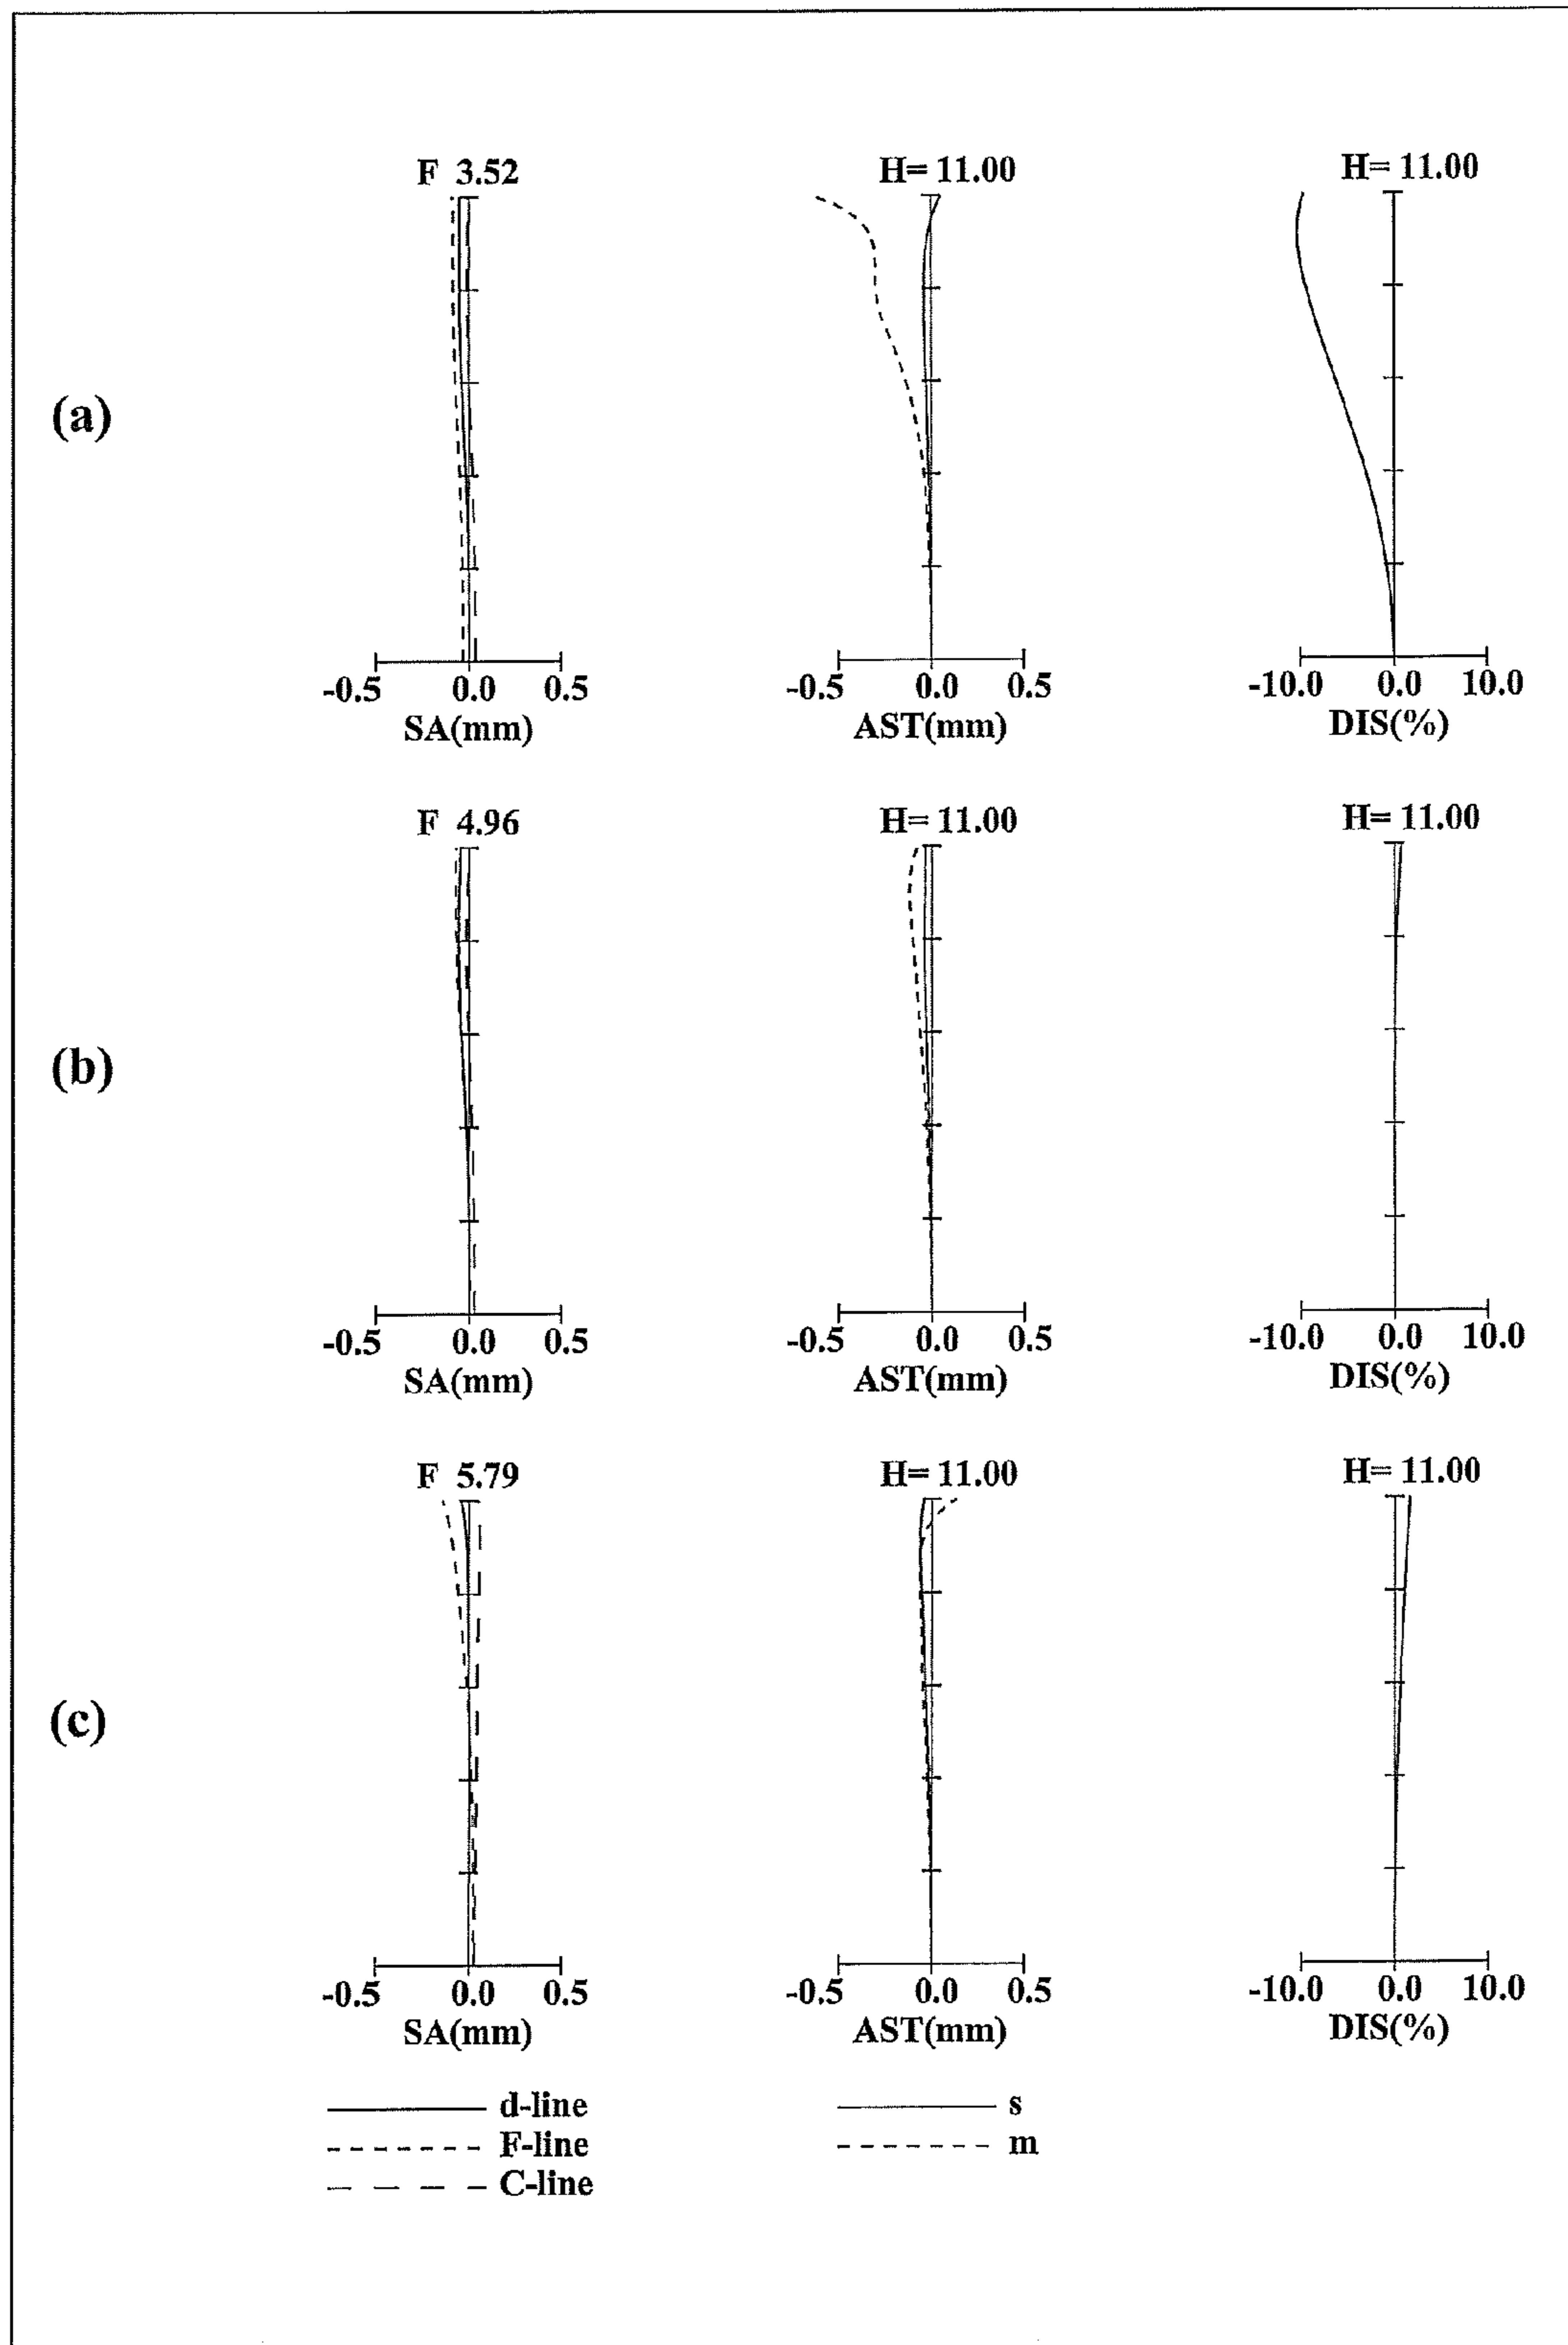 F 3.52 H= 11.00 H= 11.00
(a)
-0.5 0.0 0.5 -0.5 0.0 0.5 -10.0 0.0 10.0
SA(mm) AST(mm) DIS(%)
F 4.96 H= 11.00 H= 11.00
(b)
-0.5 0.0 0.5 -0.5 0.0 0.5 -10.0 0.0 10.0
SA(mm) AST(mm) DIS(%)
F 5.79 H= 11.00 H= 11.00
(c)
-0.5 0.0 0.5 -0.5 0.0 0.5 -10.0 0.0 10.0
SA(mm) AST(mm) DIS(%)
d-line s
F-line m
C-line